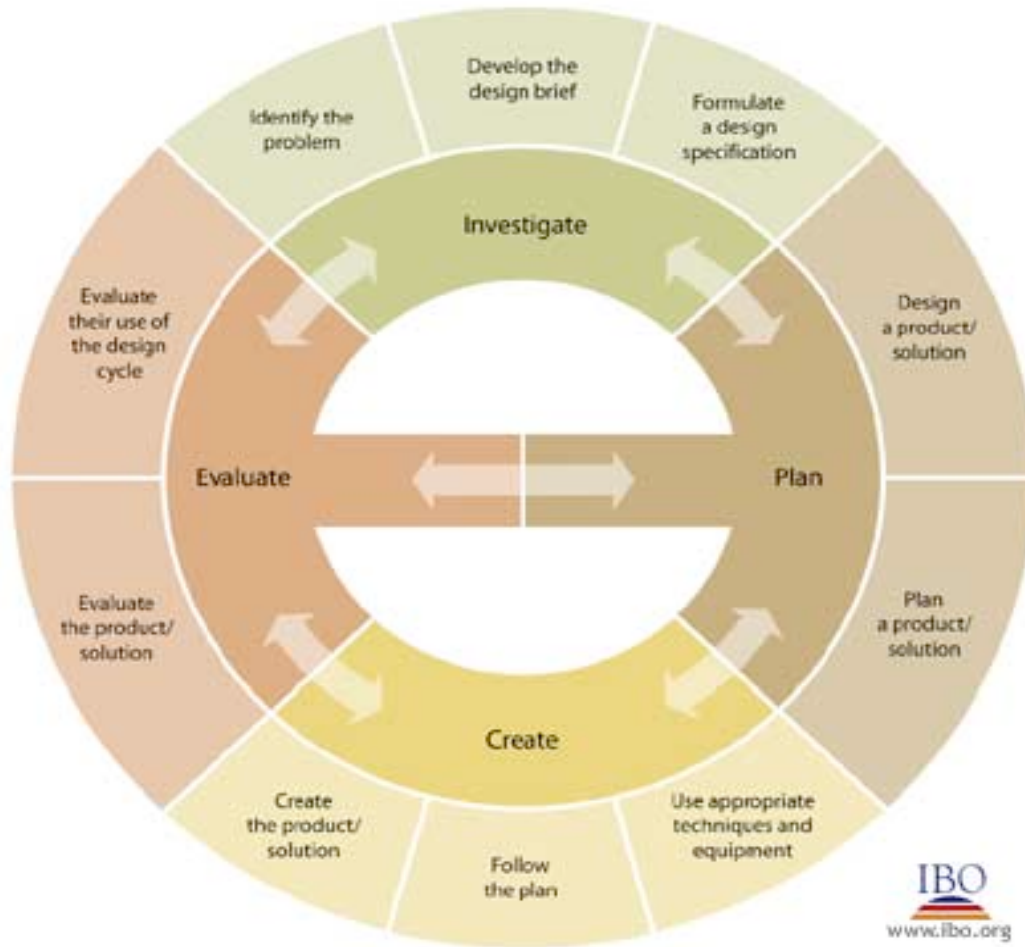 Identify the
problem
Develop the
design brief
Formulate
a design
specification
Investigate
Evaluate
their use of
the design
cycle
Design
a product/
solution
Evaluate
Plan
Evaluate
the product/
solution
Plan
a product/
solution
Create
Create
the product/
solution
Follow
the plan
Use appropriate
techniques and
equipment
IBO
www.ibo.org